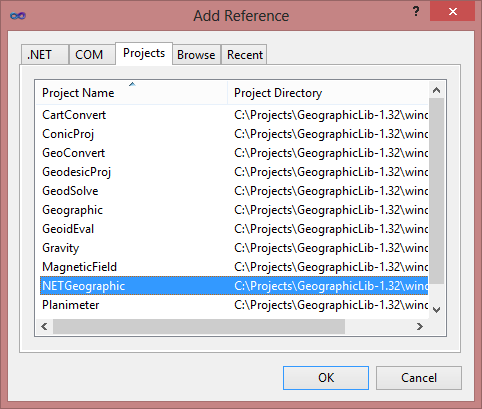 Add Reference
? ×
.NET COM Projects Browse Recent
Project Name Project Directory
CartConvert C:\Projects\GeographicLib-1.32\winc
ConicProj C:\Projects\GeographicLib-1.32\winc
GeoConvert C:\Projects\GeographicLib-1.32\winc
GeodesicProj C:\Projects\GeographicLib-1.32\winc
GeodSolve C:\Projects\GeographicLib-1.32\winc
Geographic C:\Projects\GeographicLib-1.32\winc
GeoidEval C:\Projects\GeographicLib-1.32\winc
Gravity C:\Projects\GeographicLib-1.32\winc
MagneticField C:\Projects\GeographicLib-1.32\winc
NETGeographic C:\Projects\GeographicLib-1.32\winc
Planimeter C:\Projects\GeographicLib-1.32\winc
OK Cancel